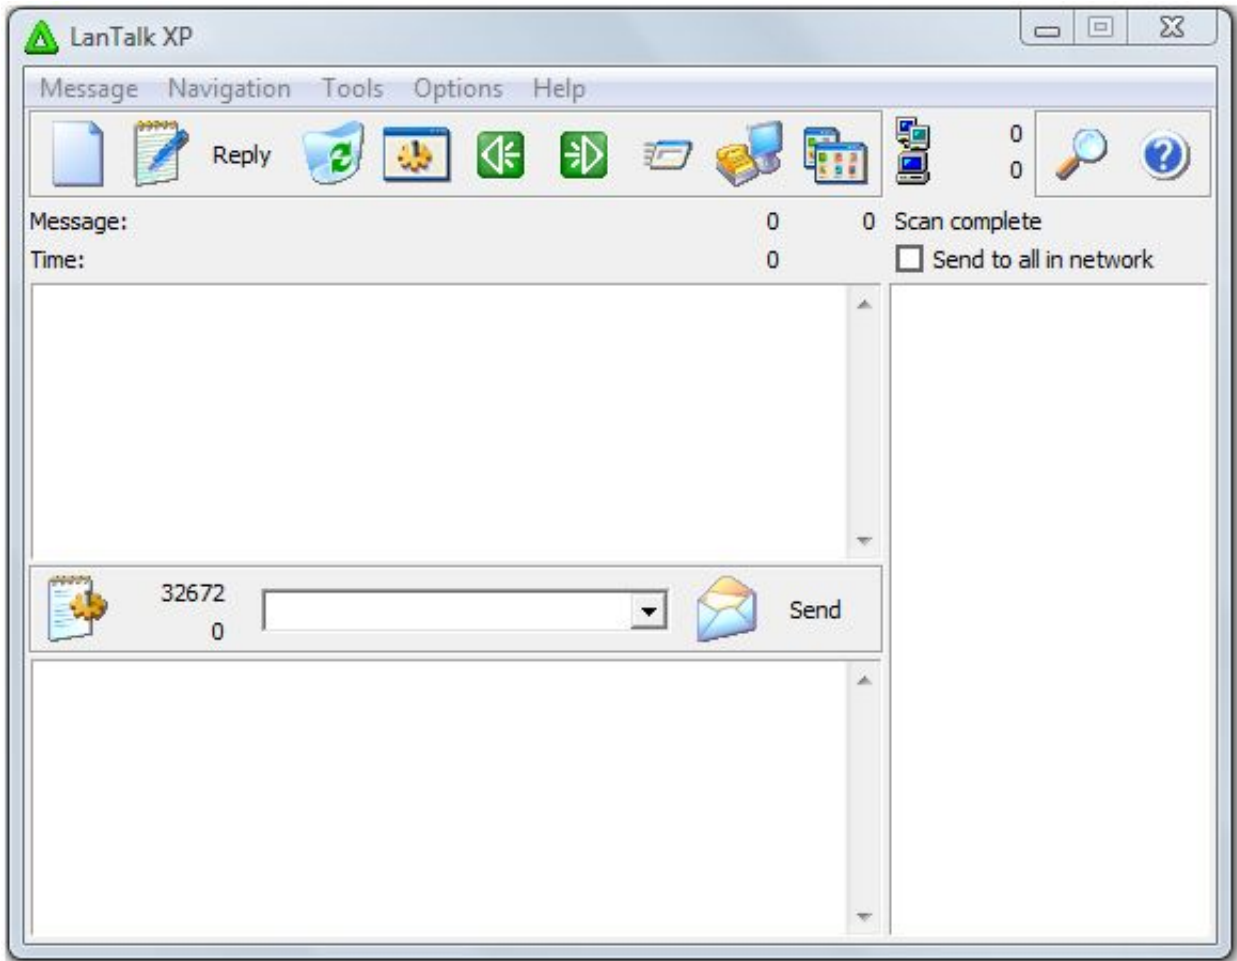 LanTalk XP
Message Navigation Tools Options Help
Reply
0
0
Message: 0 0 Scan complete
Time: 0 Send to all in network
32672
0
Send